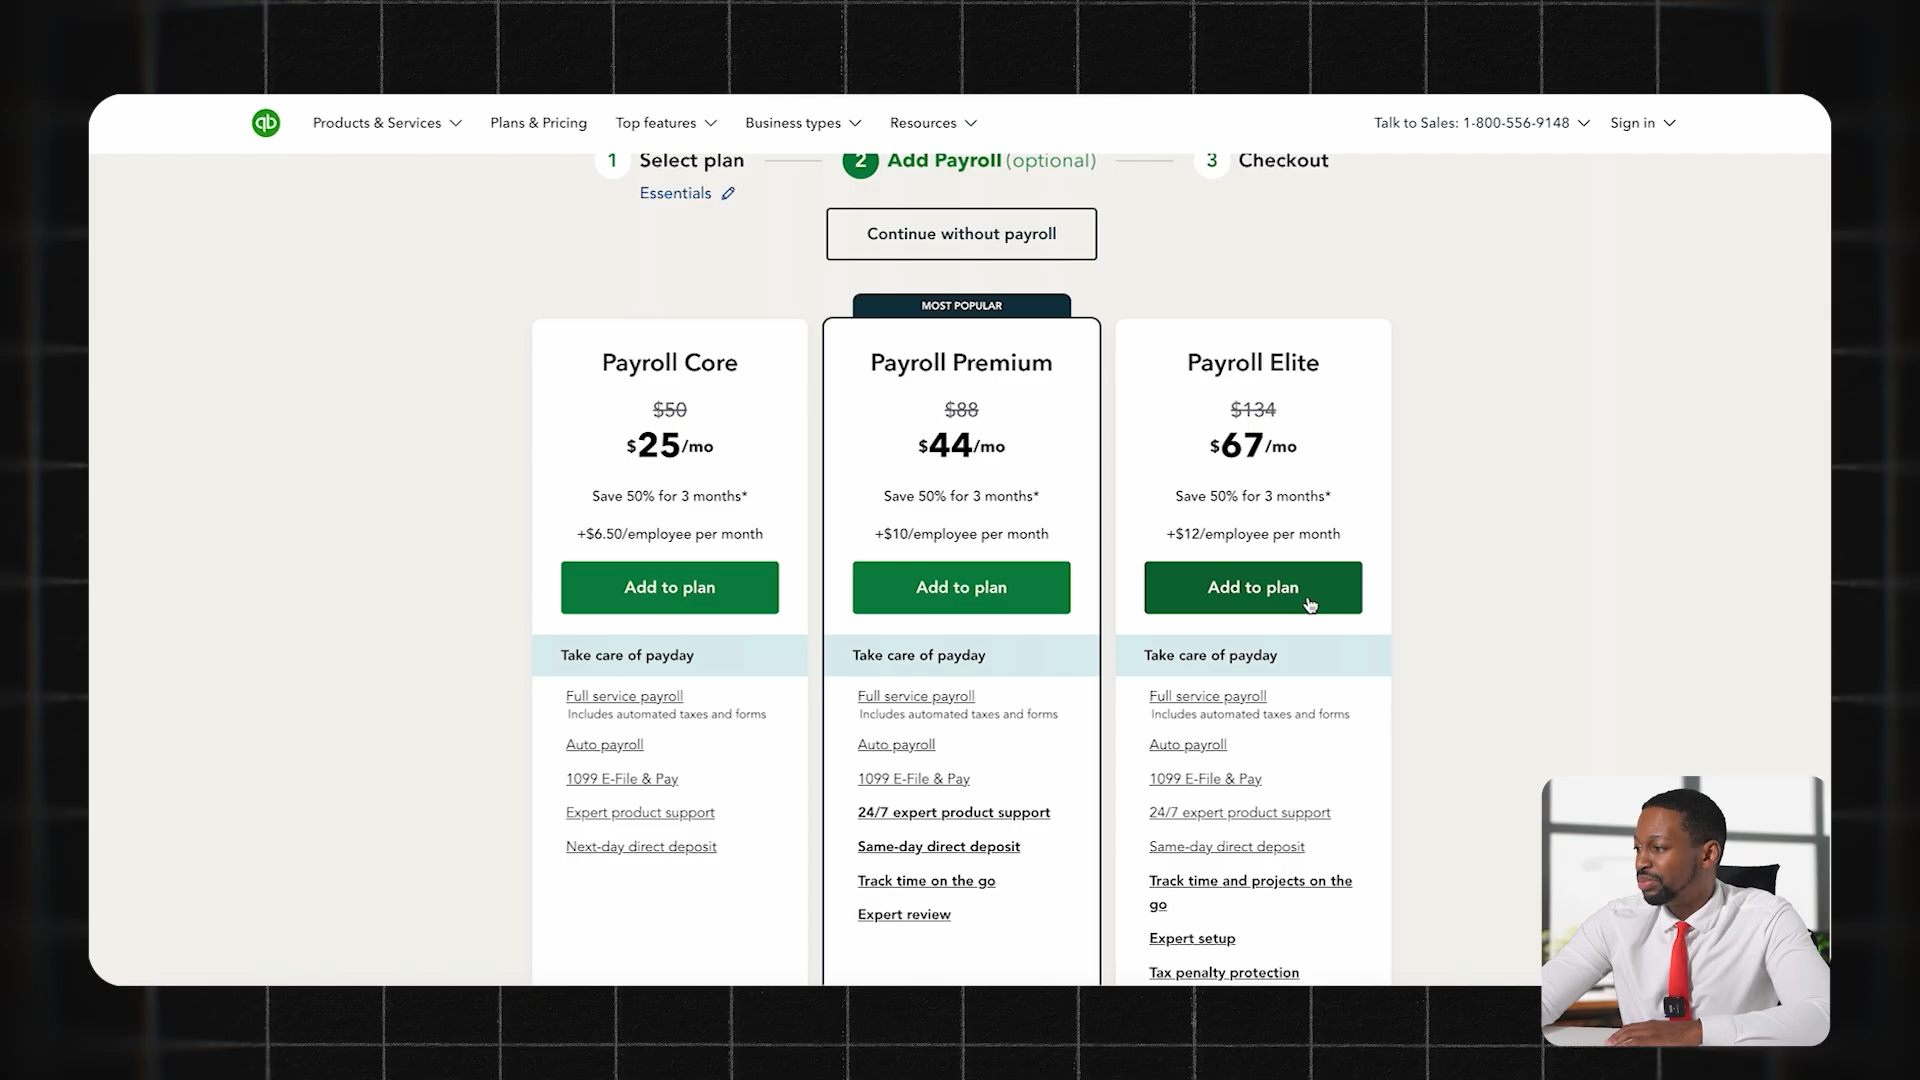 qb
Products & Services
Plans & Pricing
Top features
Business types
Resources
Talk to Sales: 1-800-556-9148
Sign in
1 Select plan
2 Add Payroll (optional)
3 Checkout
Essentials
Continue without payroll
MOST POPULAR
Payroll Core
$50
$25/mo
Save 50% for 3 months*
+$6.50/employee per month
Add to plan
Take care of payday
Full service payroll
Includes automated taxes and forms
Auto payroll
1099 E-File & Pay
Expert product support
Next-day direct deposit
Payroll Premium
$88
$44/mo
Save 50% for 3 months*
+$10/employee per month
Add to plan
Take care of payday
Full service payroll
Includes automated taxes and forms
Auto payroll
1099 E-File & Pay
24/7 expert product support
Same-day direct deposit
Track time on the go
Expert review
Payroll Elite
$134
$67/mo
Save 50% for 3 months*
+$12/employee per month
Add to plan
Take care of payday
Full service payroll
Includes automated taxes and forms
Auto payroll
1099 E-File & Pay
24/7 expert product support
Same-day direct deposit
Track time and projects on the
go
Expert setup
Tax penalty protection